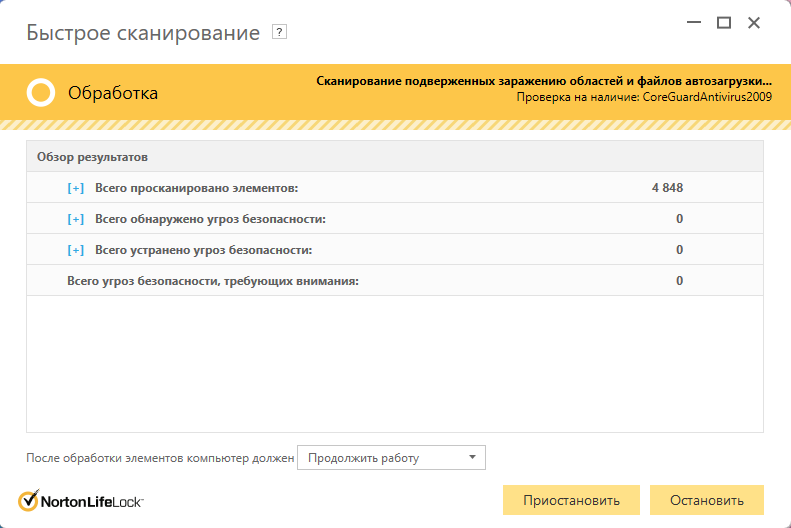 Быстрое сканирование ?
Обработка
Сканирование подверженных заражению областей и файлов автозагрузки...
Проверка на наличие: CoreGuardAntivirus2009
Обзор результатов
[+] Всего просканировано элементов: 4 848
[+] Всего обнаружено угроз безопасности: 0
[+] Всего устранено угроз безопасности: 0
Всего угроз безопасности, требующих внимания: 0
После обработки элементов компьютер должен Продолжить работу
NortonLifeLock™ Приостановить Остановить